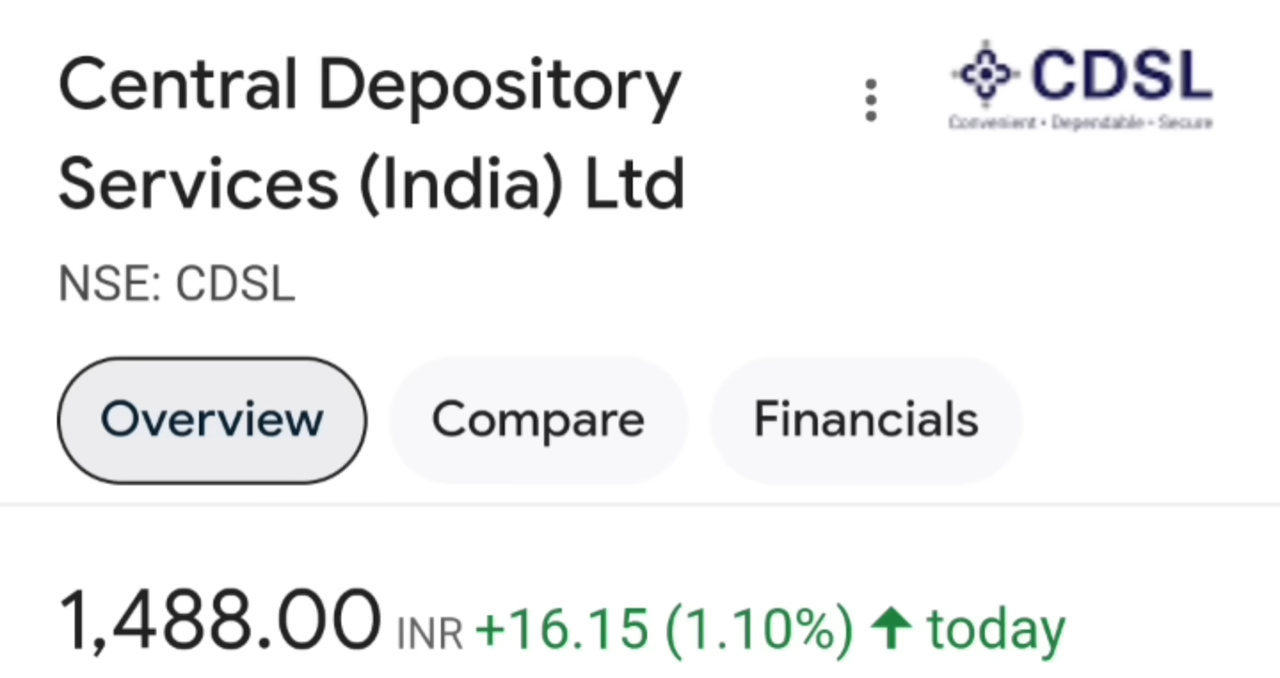 Central Depository
Services (India) Ltd
CDSL
Convenient • Dependable • Secure
NSE: CDSL
Overview
Compare
Financials
1,488.00 INR +16.15 (1.10%) ↑ today